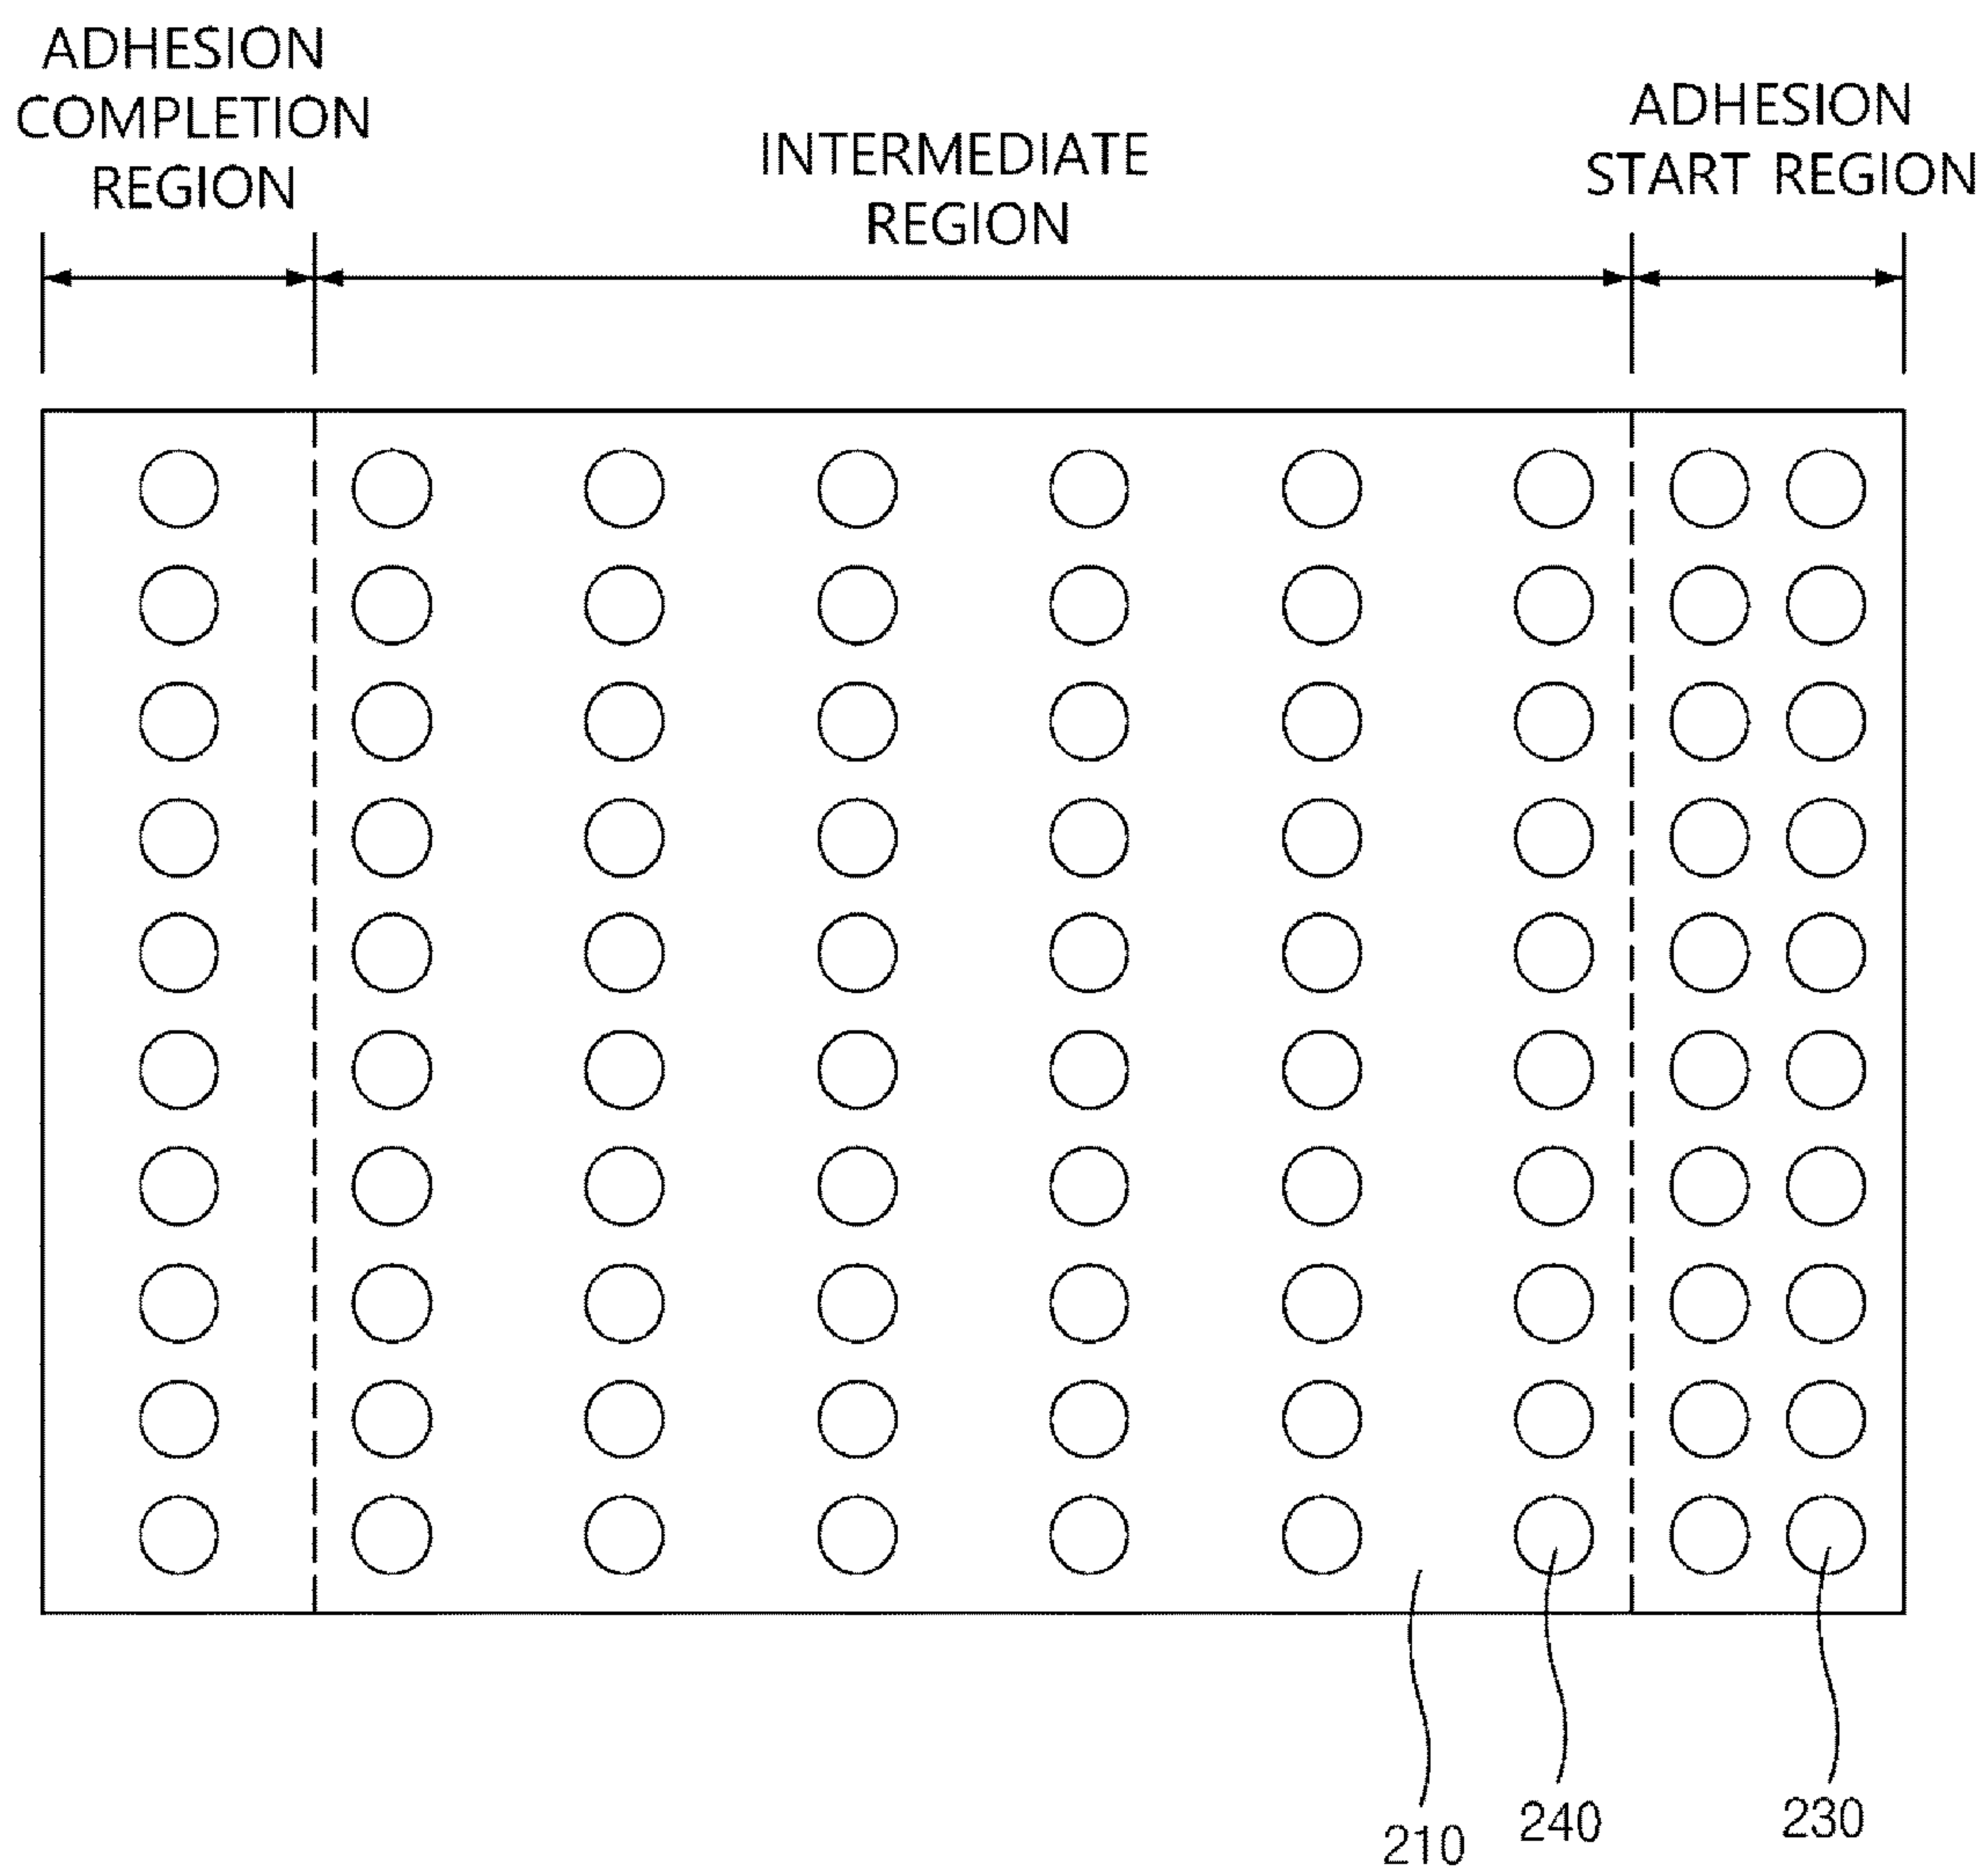 ADHESION
COMPLETION
REGION
INTERMEDIATE
REGION
ADHESION
START REGION
210
240
230